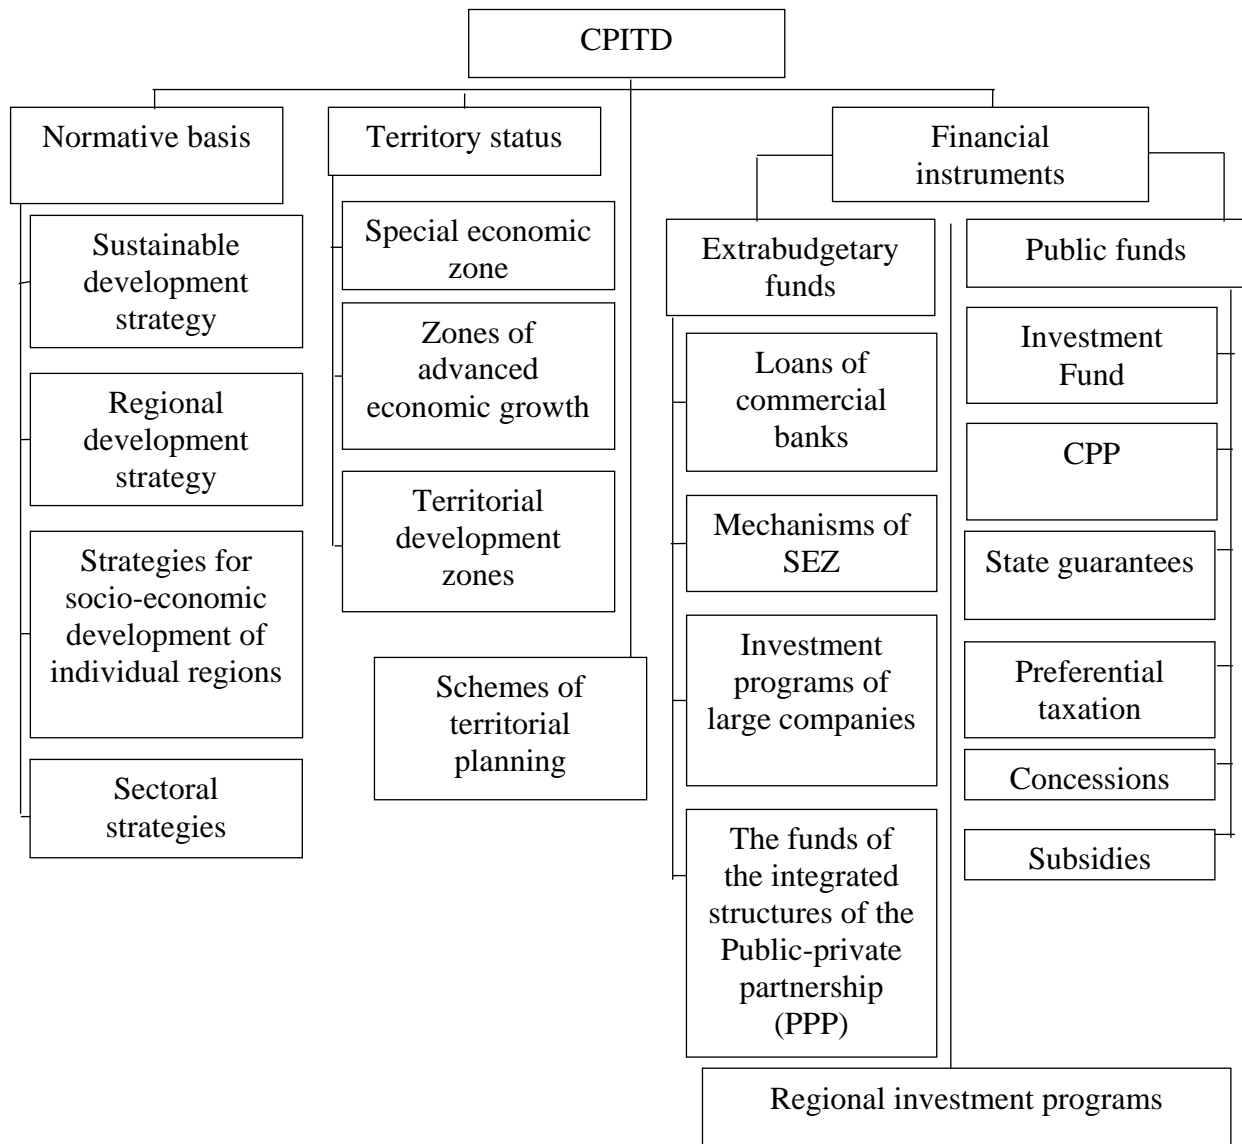 CPITD
Normative basis
Sustainable
development
strategy
Regional
development
strategy
Strategies for
socio-economic
development of
individual regions
Sectoral
strategies
Territory status
Special economic
zone
Zones of
advanced
economic growth
Territorial
development
zones
Schemes of
territorial
planning
Financial
instruments
Extrabudgetary
funds
Loans of
commercial
banks
Mechanisms of
SEZ
Investment
programs of
large companies
The funds of
the integrated
structures of the
Public-private
partnership
(PPP)
Public funds
Investment
Fund
CPP
State guarantees
Preferential
taxation
Concessions
Subsidies
Regional investment programs